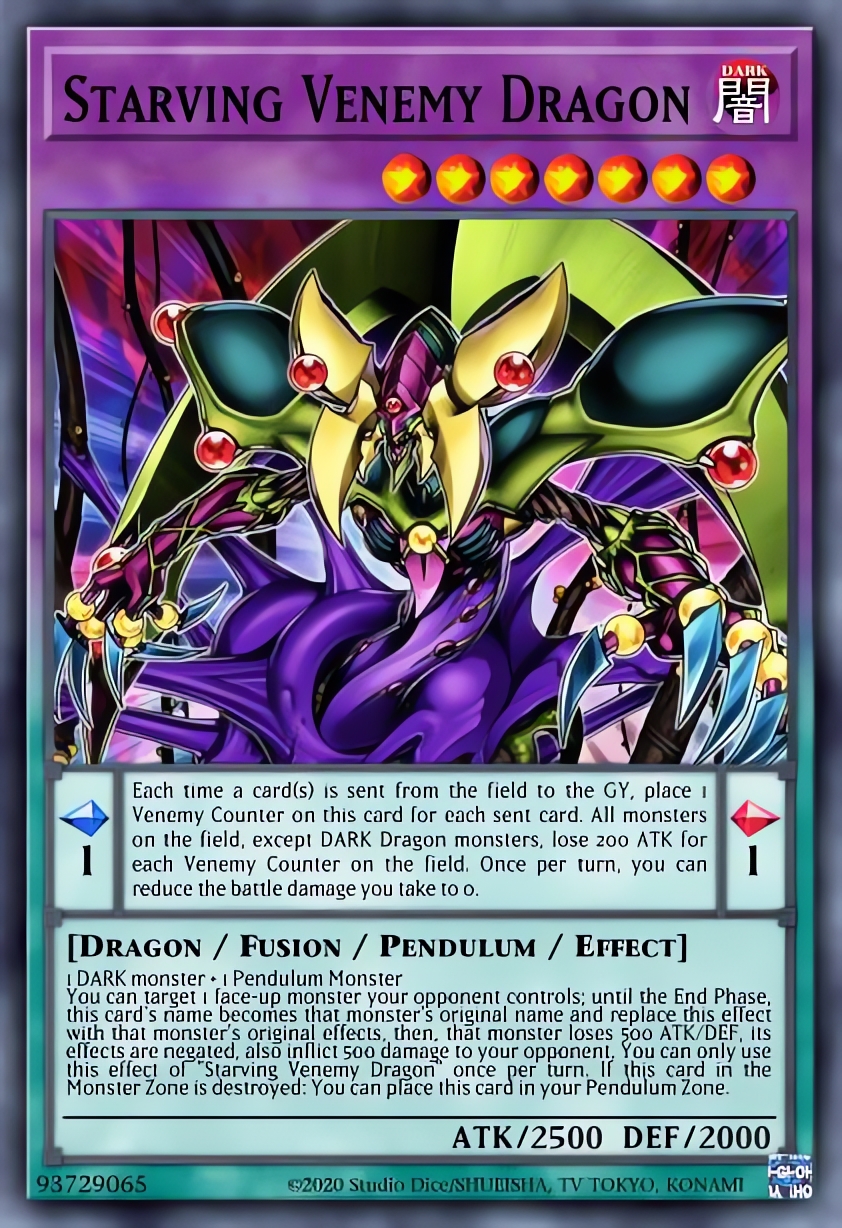 STARVING VENEMY DRAGON
DARK
闇
Each time a card(s) is sent from the field to the GY, place 1
Venemy Counter on this card for each sent card. All monsters
on the field, except DARK Dragon monsters, lose 200 ATK for
each Venemy Counter on the field. Once per turn, you can
reduce the battle damage you take to 0.
1
1
[DRAGON / FUSION / PENDULUM / EFFECT]
1 DARK monster + 1 Pendulum Monster
You can target 1 face-up monster your opponent controls; until the End Phase,
this card's name becomes that monster's original name and replace this effect
with that monster's original effects, then, that monster loses 500 ATK/DEF, its
effects are negated, also inflict 500 damage to your opponent. You can only use
this effect of "Starving Venemy Dragon" once per turn. If this card in the
Monster Zone is destroyed: You can place this card in your Pendulum Zone.
ATK/2500 DEF/2000
93729065
©2020 Studio Dice/SHUEISHA, TV TOKYO, KONAMI